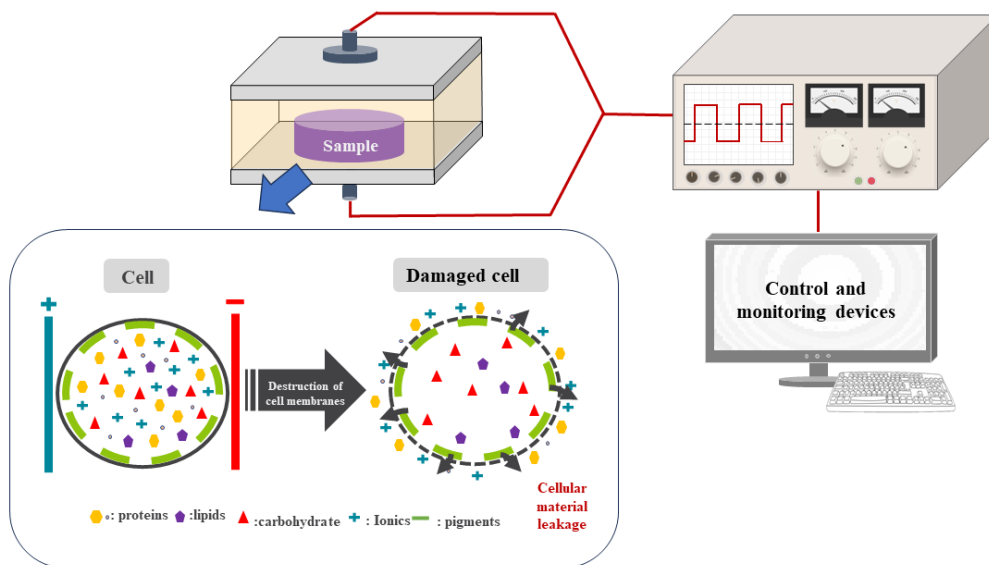 Sample
Control and
monitoring devices
Cell
Damaged cell
+
−
Destruction of
cell membranes
Cellular
material
leakage
: proteins
:lipids
:carbohydrate
: Ionics
: pigments